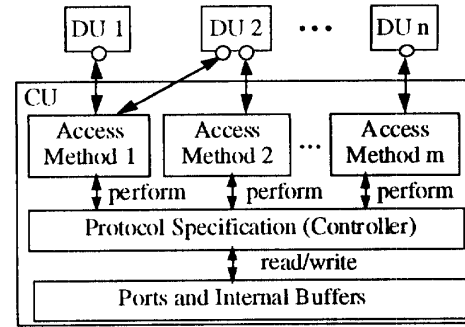 DU 1 DU 2 ••• DU n
CU
Access Method 1 Access Method 2 ... Access Method m
perform perform perform
Protocol Specification (Controller)
read/write
Ports and Internal Buffers